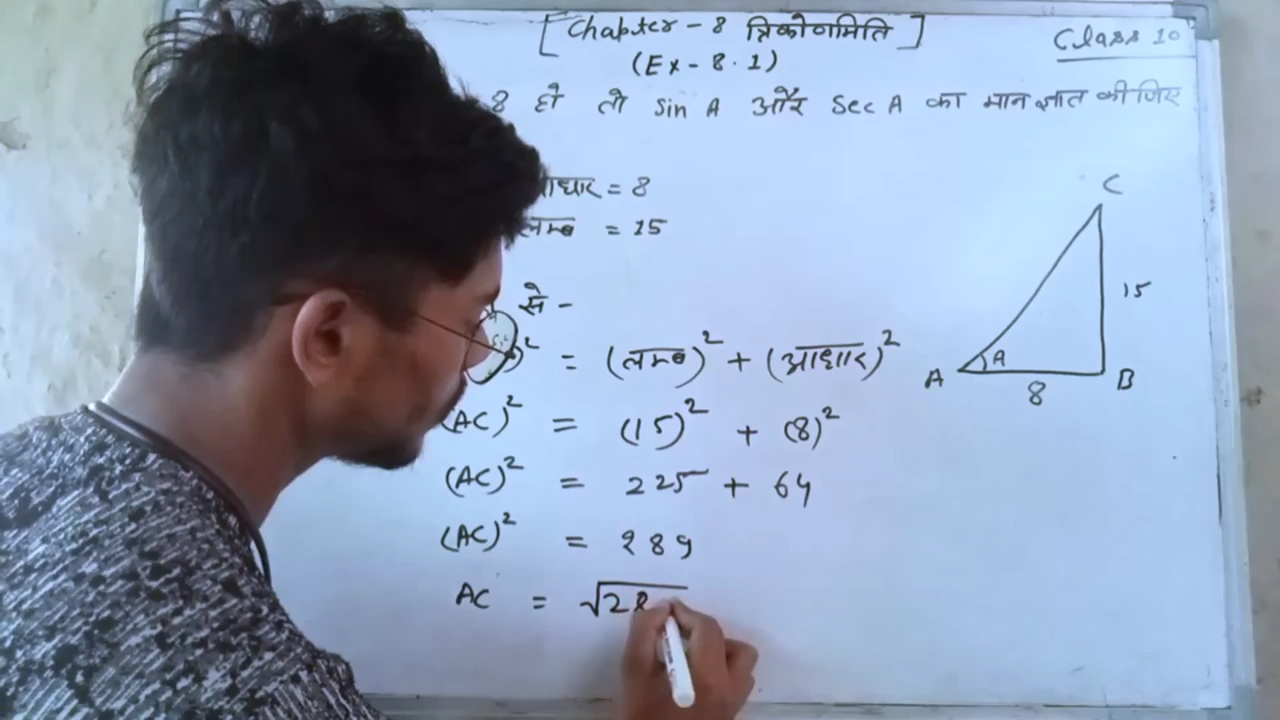 [Chapter - 8 त्रिकोणमिति]
Class 10
(Ex - 8.1)
8 हो तो sin A और Sec A का मान ज्ञात कीजिए
= 8
लम्ब = 15
से -
)² = (लम्ब)² + (आधार)²
(AC)² = (15)² + (8)²
(AC)² = 225 + 64
(AC)² = 289
AC = √28
C
15
A
A
B
8